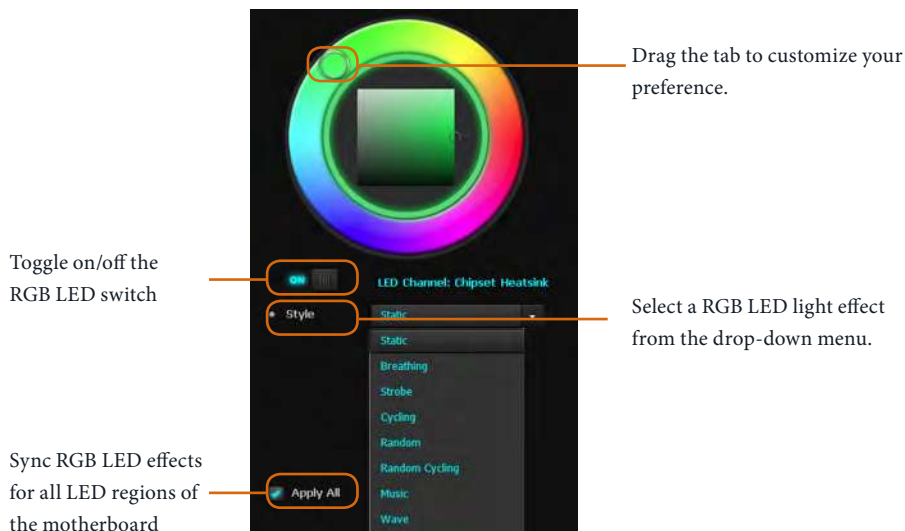 Drag the tab to customize your
preference.
Toggle on/off the
RGB LED switch
ON
LED Channel: Chipset Heatsink
Style
Static
Select a RGB LED light effect
from the drop-down menu.
Static
Breathing
Strobe
Cycling
Random
Random Cycling
Music
Wave
Sync RGB LED effects
for all LED regions of
the motherboard
Apply All